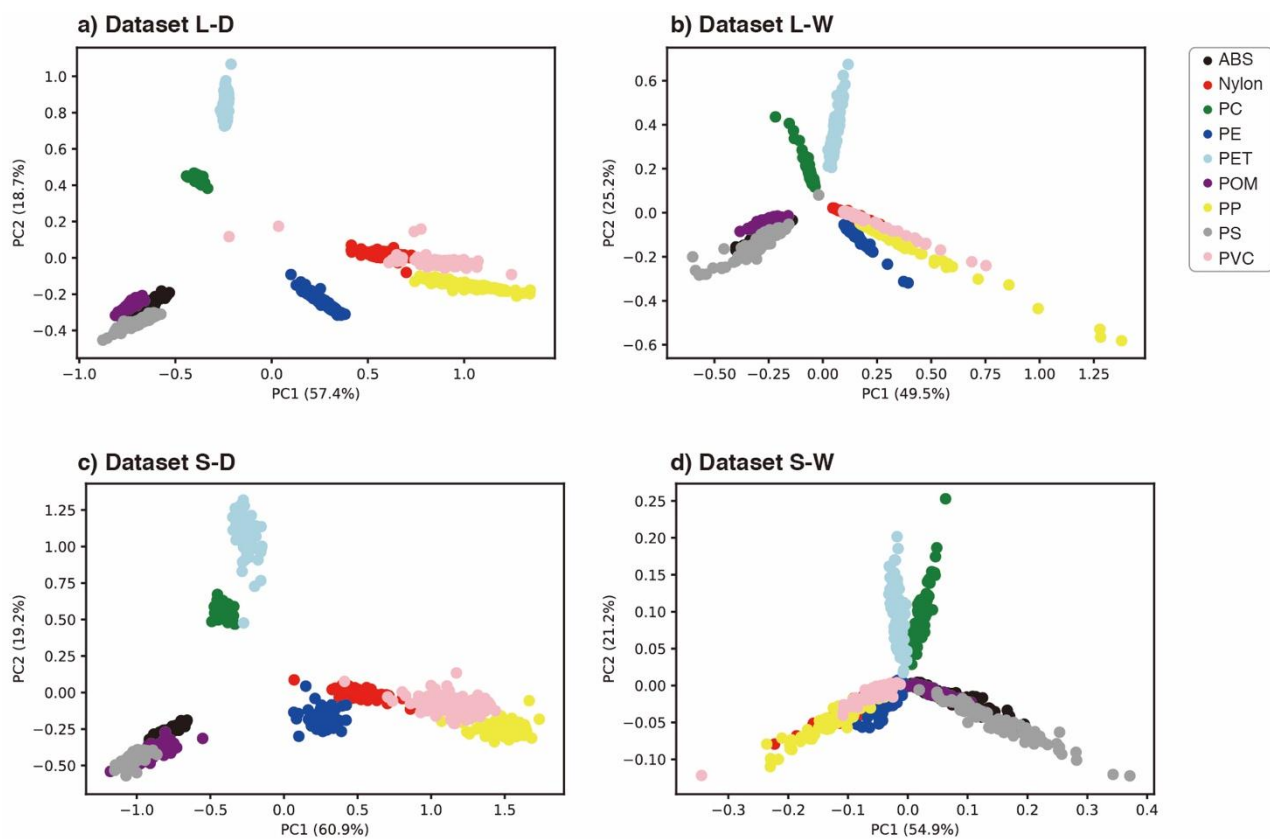 a) Dataset L-D
1.0
0.8
0.6
0.4
0.2
0.0
−0.2
−0.4
PC2 (18.7%)
−1.0 −0.5 0.0 0.5 1.0
PC1 (57.4%)
b) Dataset L-W
0.6
0.4
0.2
0.0
−0.2
−0.4
−0.6
PC2 (25.2%)
−0.50 −0.25 0.00 0.25 0.50 0.75 1.00 1.25
PC1 (49.5%)
ABS
Nylon
PC
PE
PET
POM
PP
PS
PVC
c) Dataset S-D
1.25
1.00
0.75
0.50
0.25
0.00
−0.25
−0.50
PC2 (19.2%)
−1.0 −0.5 0.0 0.5 1.0 1.5
PC1 (60.9%)
d) Dataset S-W
0.25
0.20
0.15
0.10
0.05
0.00
−0.05
−0.10
PC2 (21.2%)
−0.3 −0.2 −0.1 0.0 0.1 0.2 0.3 0.4
PC1 (54.9%)